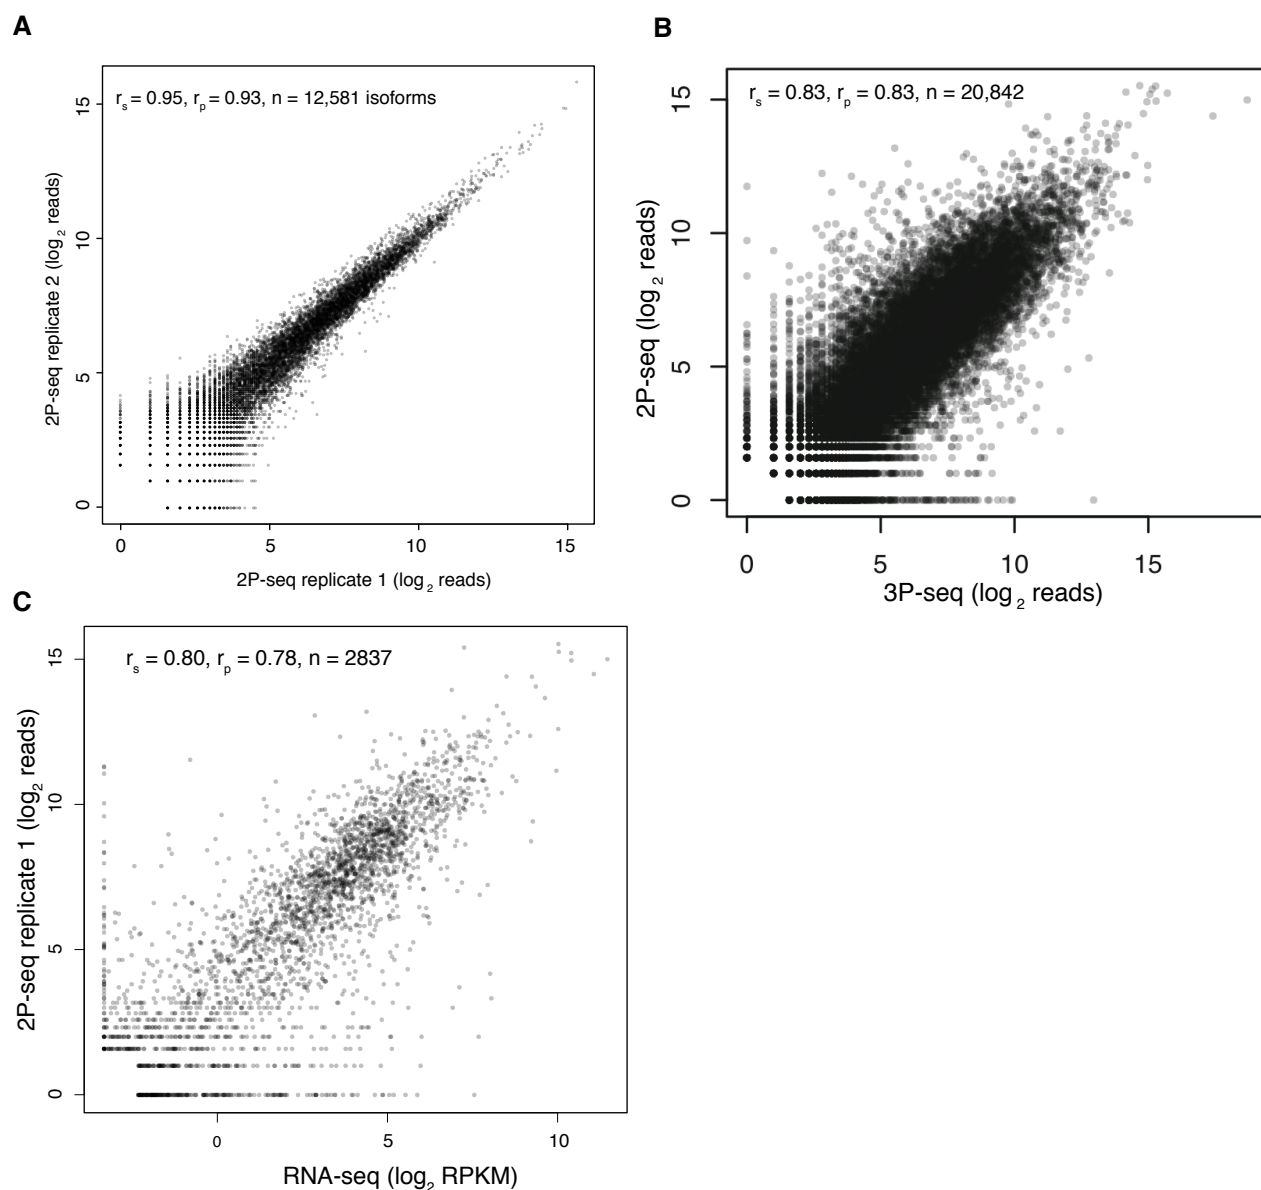 A
r_s = 0.95, r_p = 0.93, n = 12,581 isoforms
15
10
5
0
2P-seq replicate 2 (log_2 reads)
0 5 10 15
2P-seq replicate 1 (log_2 reads)
B
r_s = 0.83, r_p = 0.83, n = 20,842
15
10
5
0
2P-seq (log_2 reads)
0 5 10 15
3P-seq (log_2 reads)
C
r_s = 0.80, r_p = 0.78, n = 2837
15
10
5
0
2P-seq replicate 1 (log_2 reads)
0 5 10
RNA-seq (log_2 RPKM)